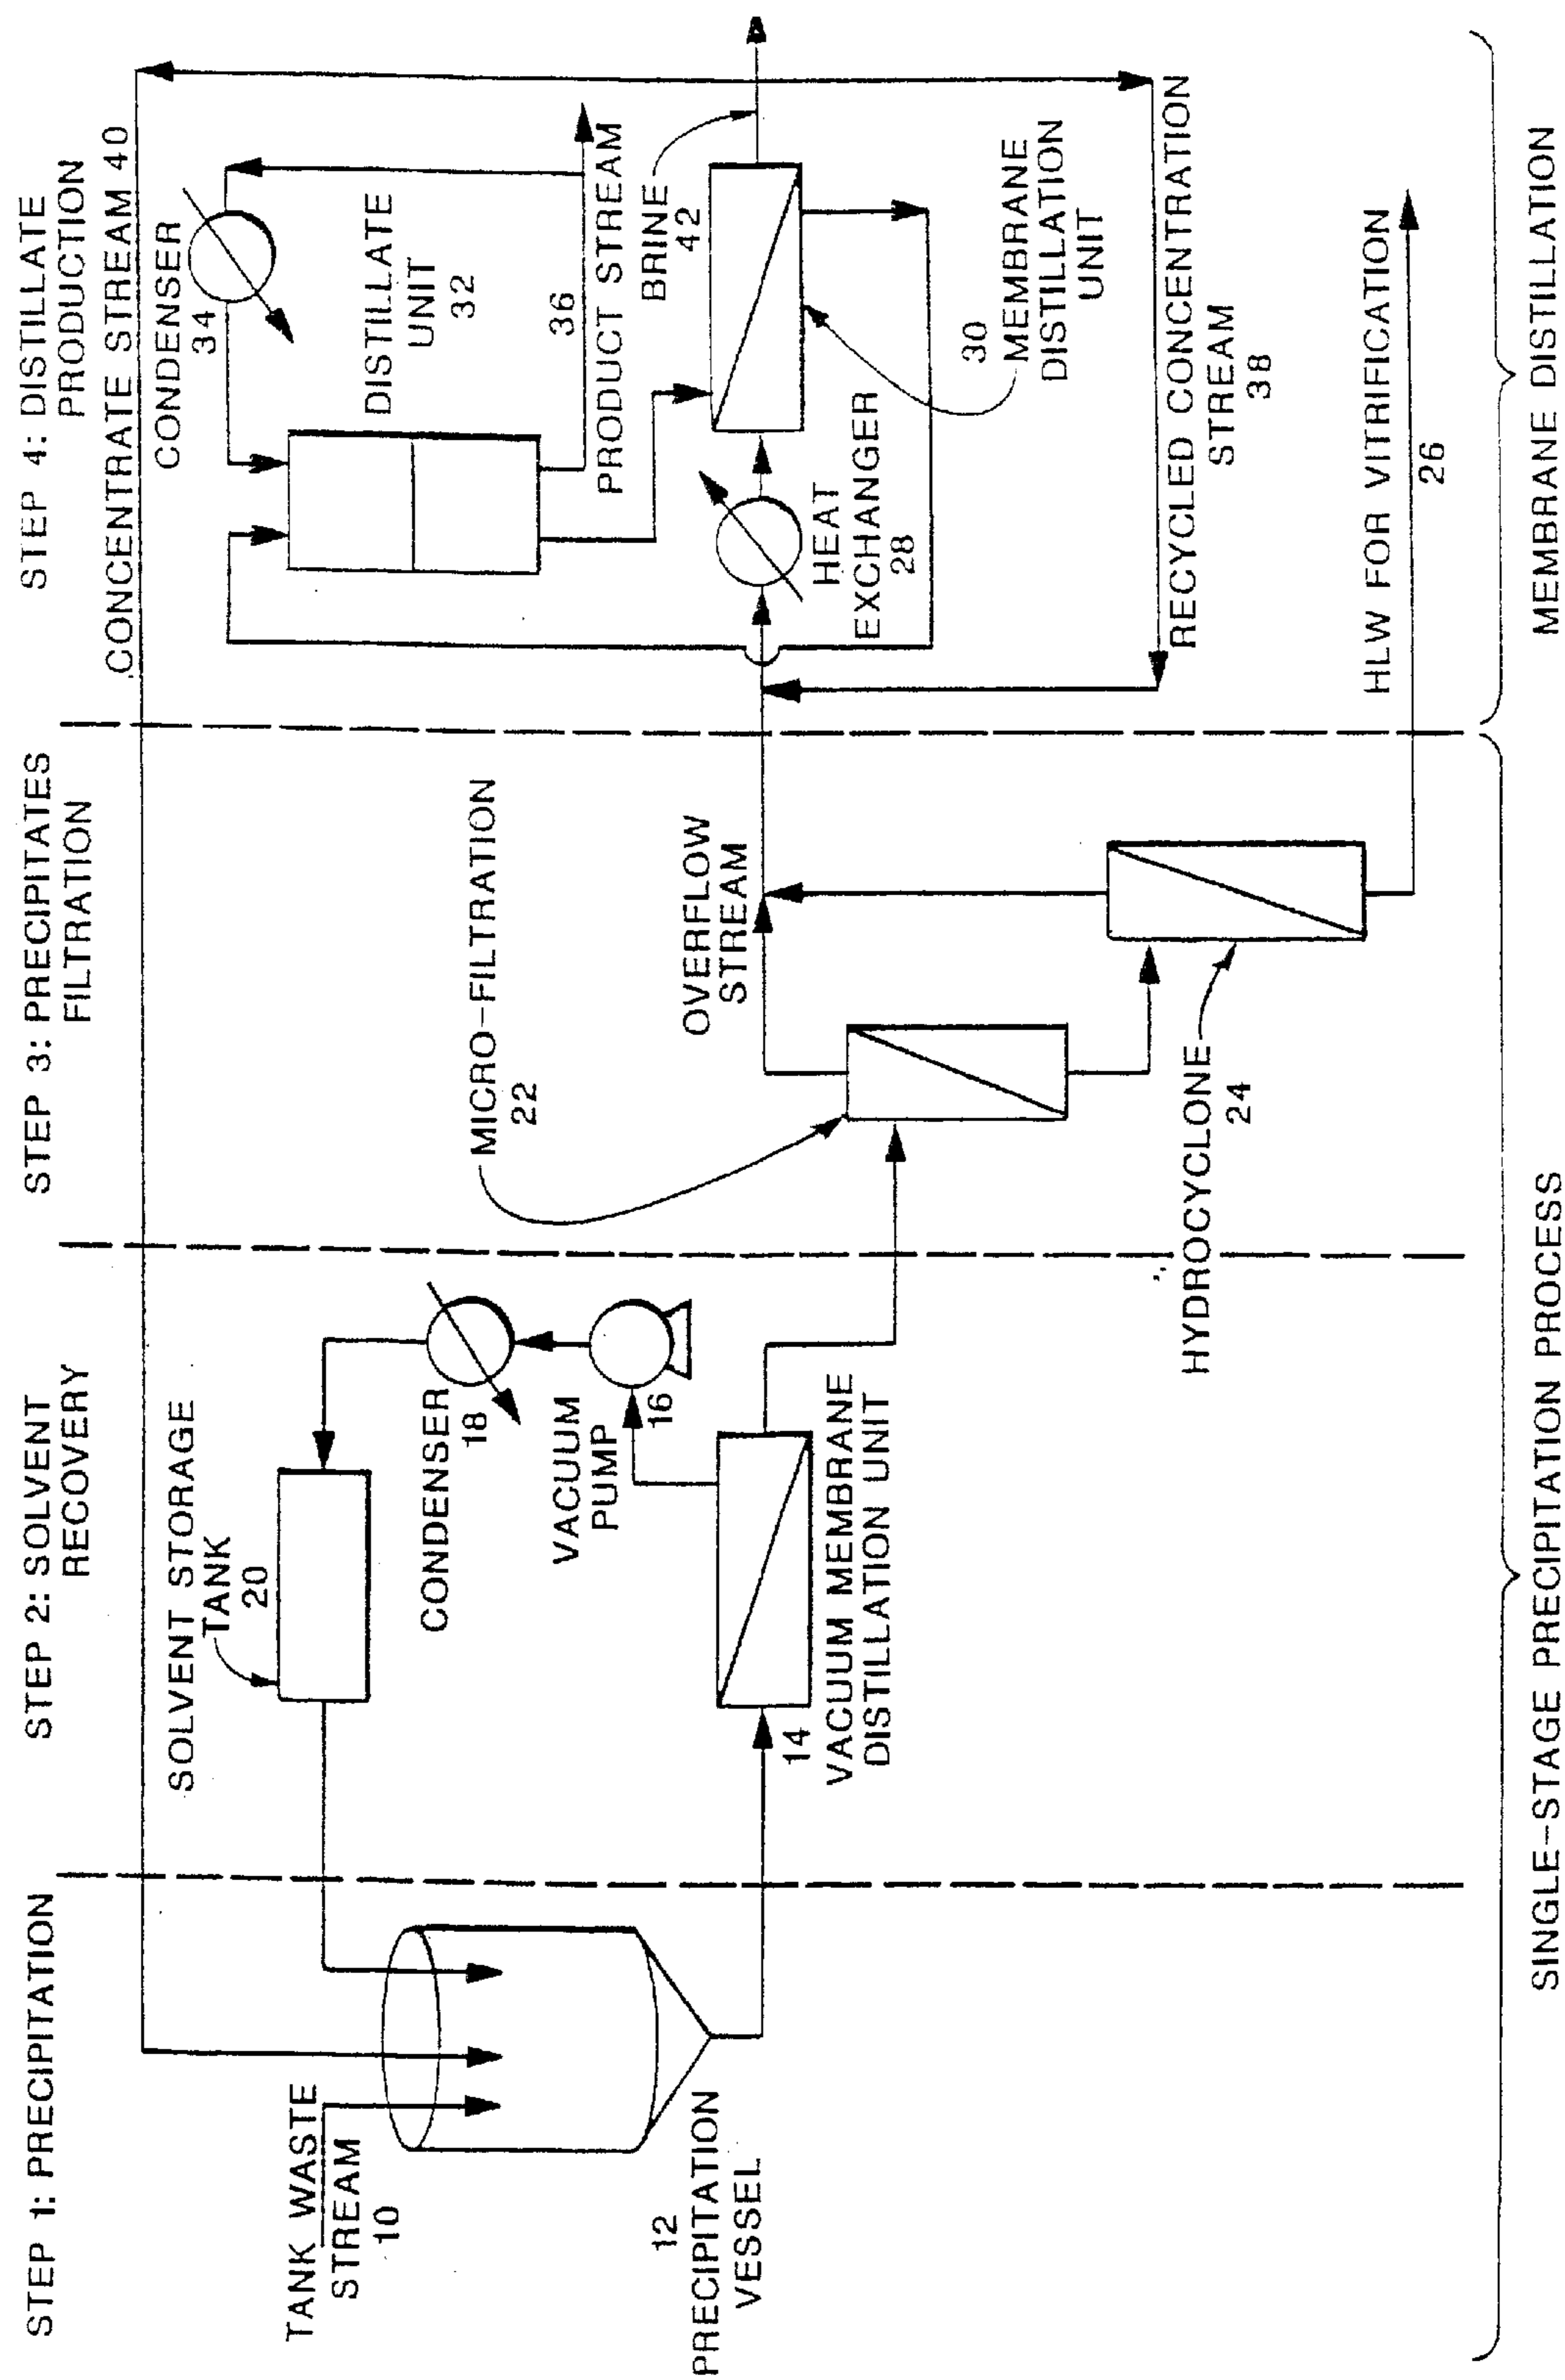 STEP 1: PRECIPITATION
TANK WASTE
STREAM
10
12
PRECIPITATION
VESSEL
STEP 2: SOLVENT
RECOVERY
SOLVENT STORAGE
TANK
20
CONDENSER
18
VACUUM
PUMP
16
14
VACUUM MEMBRANE
DISTILLATION UNIT
STEP 3: PRECIPITATES
FILTRATION
MICRO-FILTRATION
22
OVERFLOW
STREAM
HYDROCYCLONE
24
STEP 4: DISTILLATE
PRODUCTION
CONCENTRATE STREAM 40
CONDENSER
34
DISTILLATE
UNIT
32
36
PRODUCT STREAM
BRINE
42
HEAT
EXCHANGER
28
30
MEMBRANE
DISTILLATION
UNIT
RECYCLED CONCENTRATION
STREAM
38
HLW FOR VITRIFICATION
26
SINGLE-STAGE PRECIPITATION PROCESS
MEMBRANE DISTILLATION